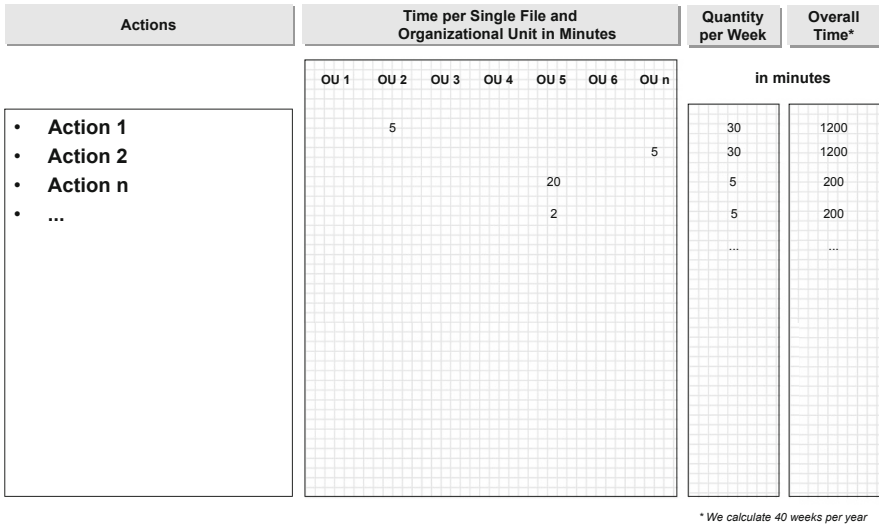 Actions
Time per Single File and
Organizational Unit in Minutes
Quantity
per Week
Overall
Time*
OU 1 OU 2 OU 3 OU 4 OU 5 OU 6 OU n
in minutes
• Action 1 5 30 1200
• Action 2 5 30 1200
• Action n 20 5 200
• ... 2 5 200
... ...
* We calculate 40 weeks per year